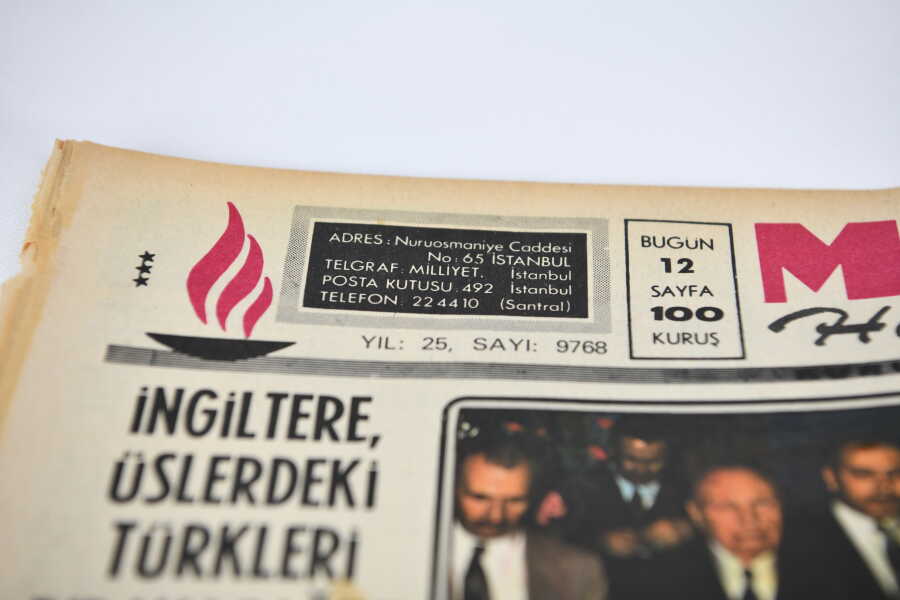 ADRES: Nuruosmaniye Caddesi
No: 65 İSTANBUL
TELGRAF: MİLLİYET. İstanbul
POSTA KUTUSU. 492 İstanbul
TELEFON. 22 44 10 (Santral)
YIL: 25, SAYI: 9768
BUGÜN
12
SAYFA
100
KURUŞ
M
İNGİLTERE,
ÜSLERDEKİ
TÜRKLERİ